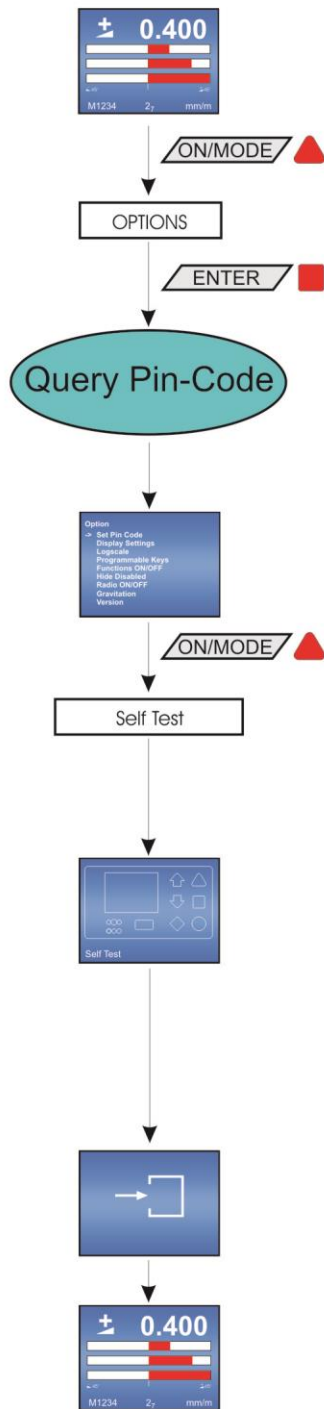 0.400
M1234 2₇ mm/m
ON/MODE
OPTIONS
ENTER
Query Pin-Code
Option
-> Set Pin Code
Display Settings
Logscale
Programmable Keys
Functions ON/OFF
Hide Disabled
Radio ON/OFF
Gravitation
Version
ON/MODE
Self Test
Self Test
0.400
M1234 2₇ mm/m